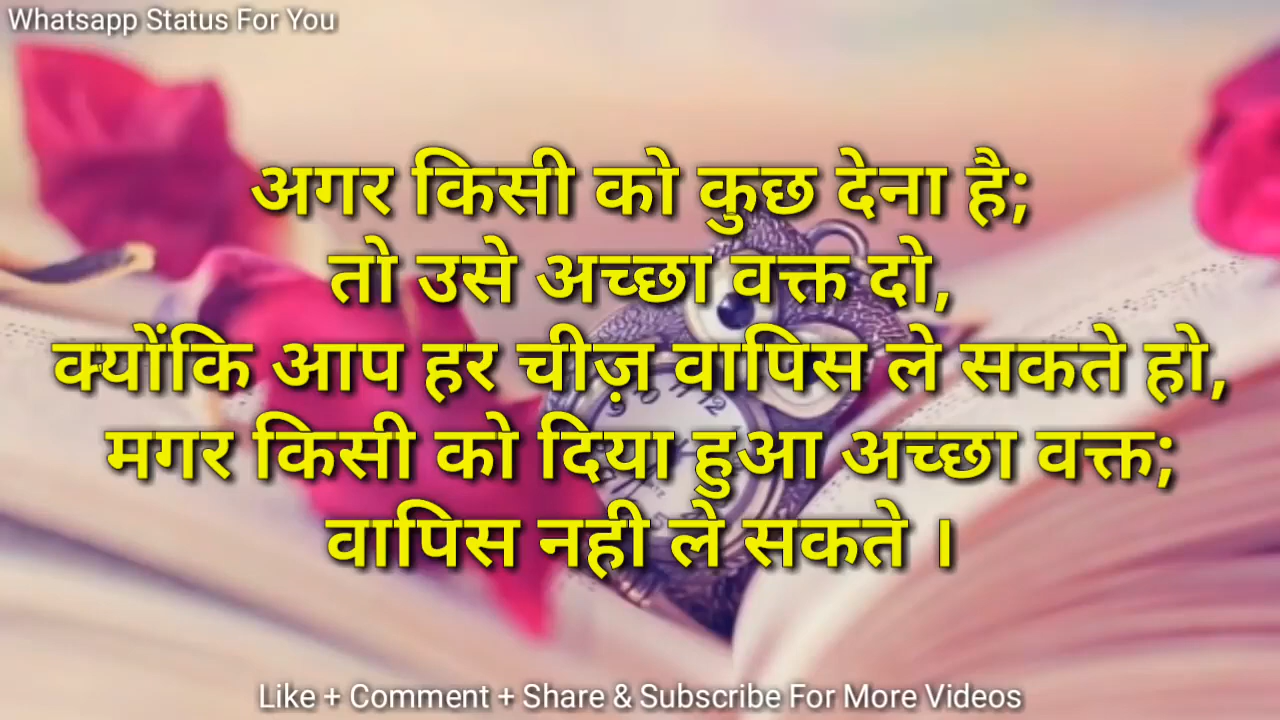 Whatsapp Status For You
अगर किसी को कुछ देना है;
तो उसे अच्छा वक्त दो,
क्योंकि आप हर चीज़ वापिस ले सकते हो,
मगर किसी को दिया हुआ अच्छा वक्त;
वापिस नही ले सकते ।
Like + Comment + Share & Subscribe For More Videos